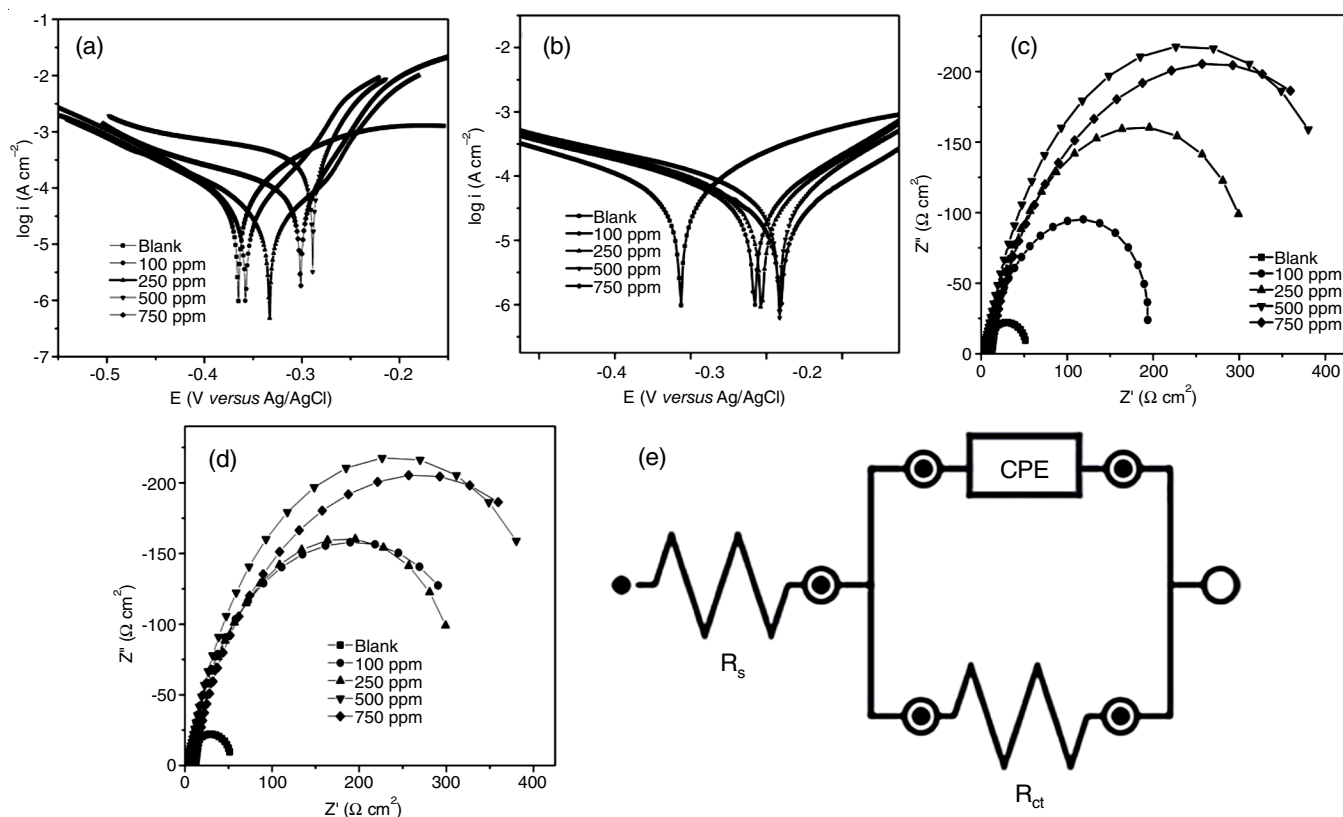 (a)
-1
-2
-3
-4
-5
-6
-7
log i (A cm–2)
Blank
100 ppm
250 ppm
500 ppm
750 ppm
-0.5
-0.4
-0.3
-0.2
E (V versus Ag/AgCl)
(b)
-2
-3
-4
-5
-6
log i (A cm–2)
Blank
100 ppm
250 ppm
500 ppm
750 ppm
-0.4
-0.3
-0.2
E (V versus Ag/AgCl)
(c)
-200
-150
-100
-50
0
Z" (Ω cm2)
Blank
100 ppm
250 ppm
500 ppm
750 ppm
0
100
200
300
400
Z' (Ω cm2)
(d)
-200
-150
-100
-50
0
Z" (Ω cm2)
Blank
100 ppm
250 ppm
500 ppm
750 ppm
0
100
200
300
400
Z' (Ω cm2)
(e)
CPE
Rs
Rct